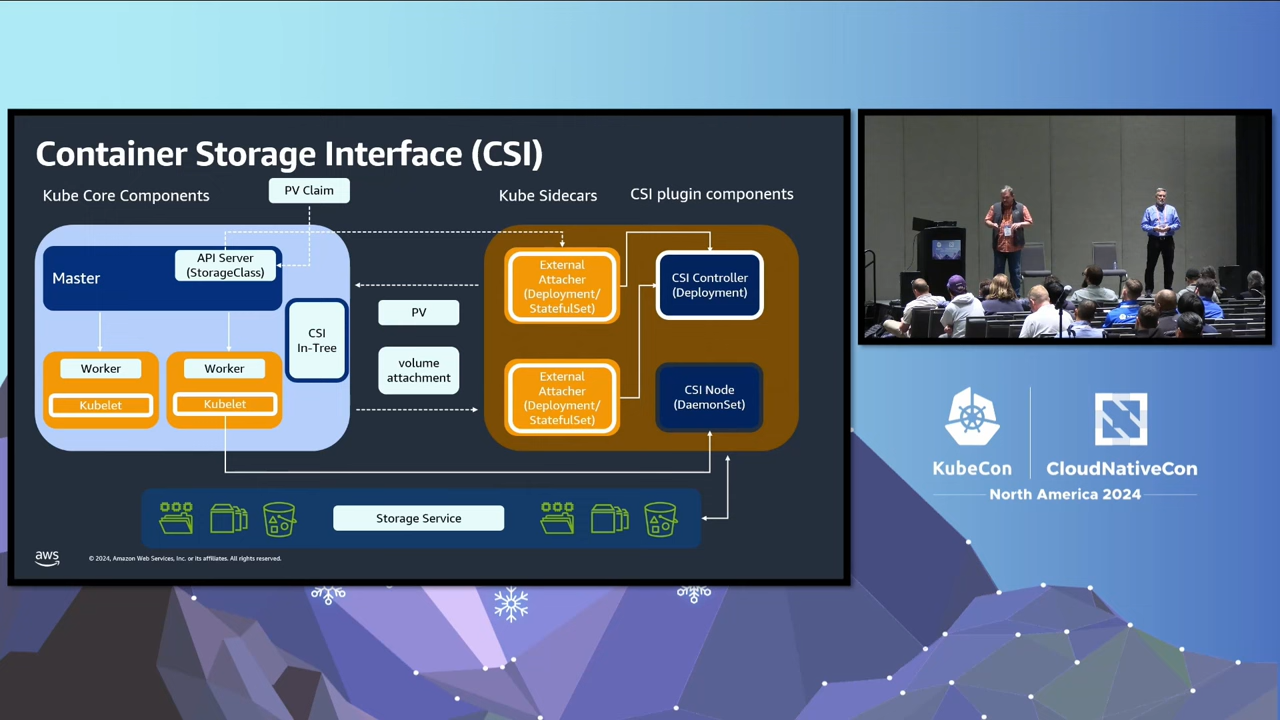 Container Storage Interface (CSI)
Kube Core Components
PV Claim
Kube Sidecars
CSI plugin components
Master
API Server
(StorageClass)
CSI
In-Tree
Worker
Kubelet
Worker
Kubelet
PV
volume
attachment
External
Attacher
(Deployment/
StatefulSet)
External
Attacher
(Deployment/
StatefulSet)
CSI Controller
(Deployment)
CSI Node
(DaemonSet)
Storage Service
aws
© 2024, Amazon Web Services, Inc. or its affiliates. All rights reserved.
KubeCon
CloudNativeCon
North America 2024